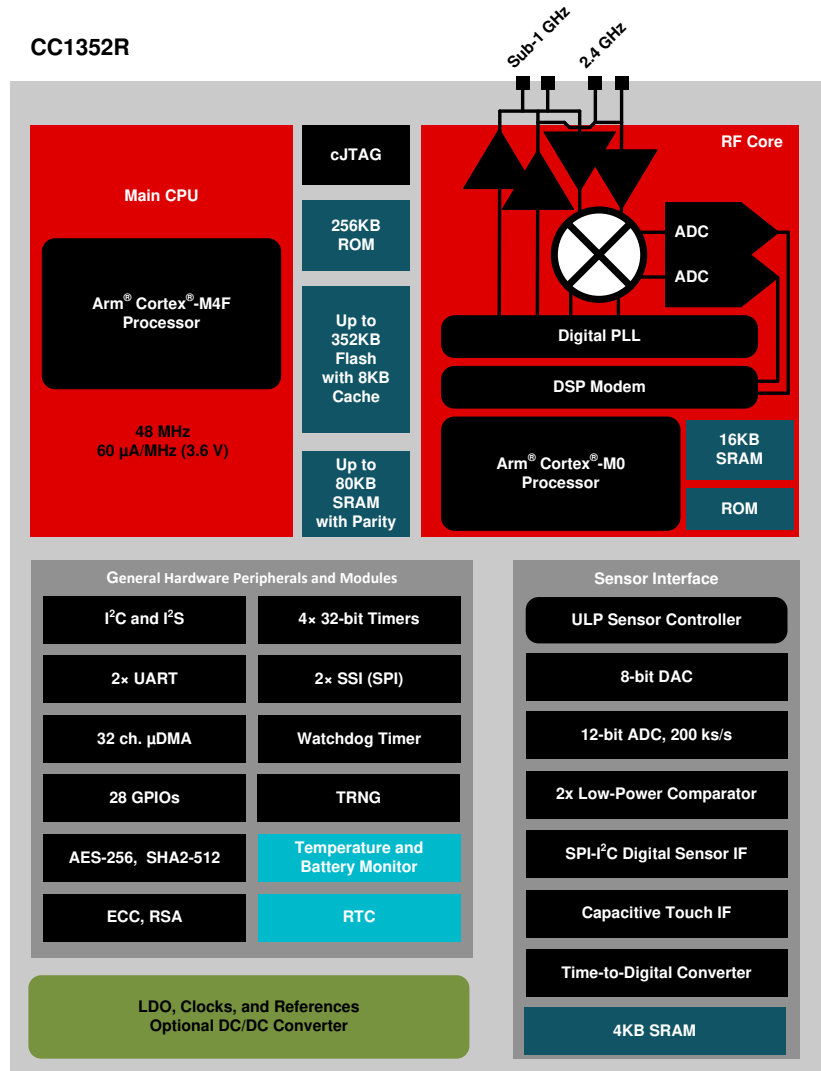 CC1352R
Sub-1 GHz
2.4 GHz
Main CPU
Arm® Cortex®-M4F
Processor
48 MHz
60 µA/MHz (3.6 V)
cJTAG
256KB
ROM
Up to
352KB
Flash
with 8KB
Cache
Up to
80KB
SRAM
with Parity
RF Core
ADC
ADC
Digital PLL
DSP Modem
Arm® Cortex®-M0
Processor
16KB
SRAM
ROM
General Hardware Peripherals and Modules
I²C and I²S
4× 32-bit Timers
2× UART
2× SSI (SPI)
32 ch. µDMA
Watchdog Timer
28 GPIOs
TRNG
AES-256, SHA2-512
Temperature and
Battery Monitor
ECC, RSA
RTC
LDO, Clocks, and References
Optional DC/DC Converter
Sensor Interface
ULP Sensor Controller
8-bit DAC
12-bit ADC, 200 ks/s
2x Low-Power Comparator
SPI-I²C Digital Sensor IF
Capacitive Touch IF
Time-to-Digital Converter
4KB SRAM